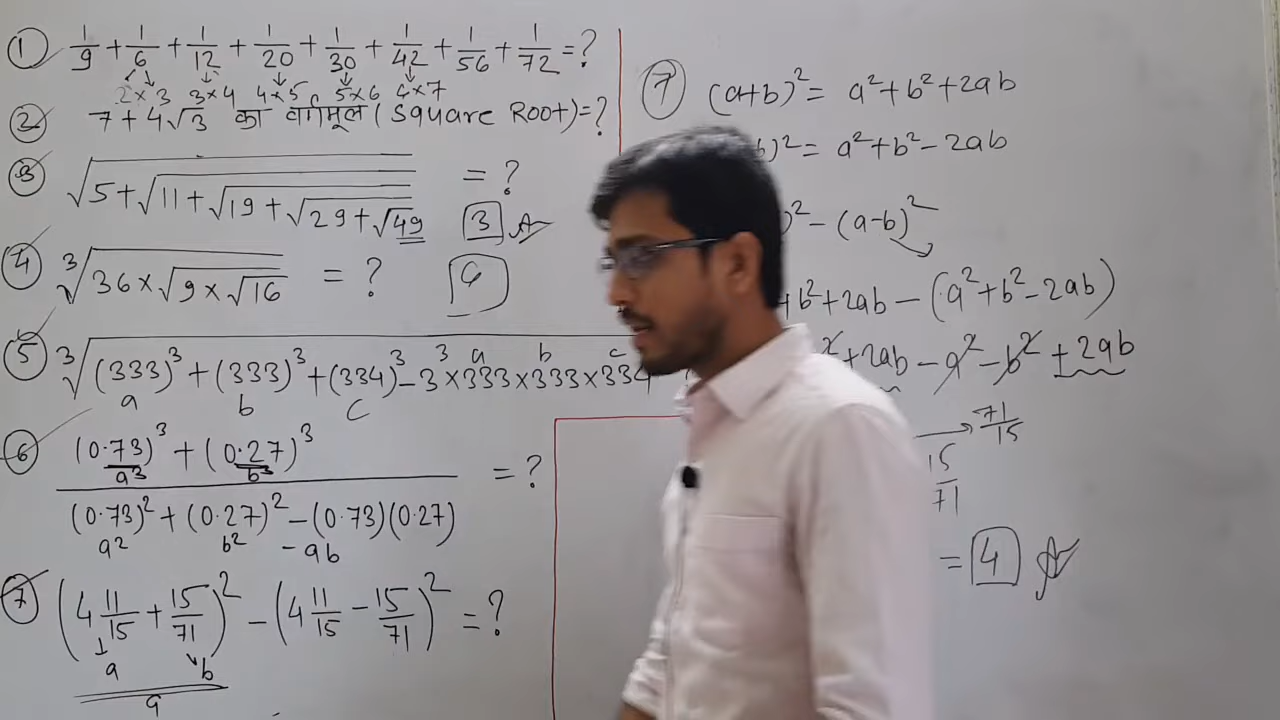 ① 1/9 + 1/6 + 1/12 + 1/20 + 1/30 + 1/42 + 1/56 + 1/72 = ?
2×3 3×4 4×5 5×6 6×7
② 7+4√3 का वर्गमूल (Square Root)=?
③ √(5+√(11+√(19+√(29+√49)))) = ?
3 Ar
④ ³√(36×√(9×√16)) = ?
6
⑤ ³√((333)³+(333)³+(334)³-3×333×333×334
3 a b c
a b c
⑥ ((0.73)³+(0.27)³)/((0.73)²+(0.27)²-(0.73)(0.27)) = ?
a³ b³
a² b² -ab
⑦ (4 11/15 + 15/71)² - (4 11/15 - 15/71)² = ?
a b
⑦ (a+b)² = a²+b²+2ab
b)² = a²+b²-2ab
)² - (a-b)²
+b²+2ab-(a²+b²-2ab)
²+2ab-a²-b²+2ab
71/15
15/71
= 4 Ar